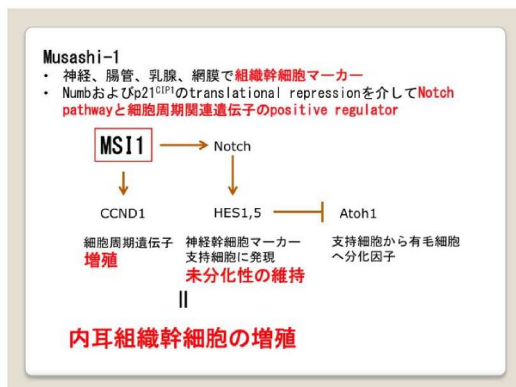 Musashi-1
・ 神経、腸管、乳腺、網膜で組織幹細胞マーカー
・ Numbおよびp21CIP1のtranslational repressionを介してNotch
pathwayと細胞周期関連遺伝子のpositive regulator
MSI1
Notch
CCND1
HES1,5
Atoh1
細胞周期遺伝子
増殖
神経幹細胞マーカー
支持細胞に発現
未分化性の維持
支持細胞から有毛細胞
へ分化因子
||
内耳組織幹細胞の増殖